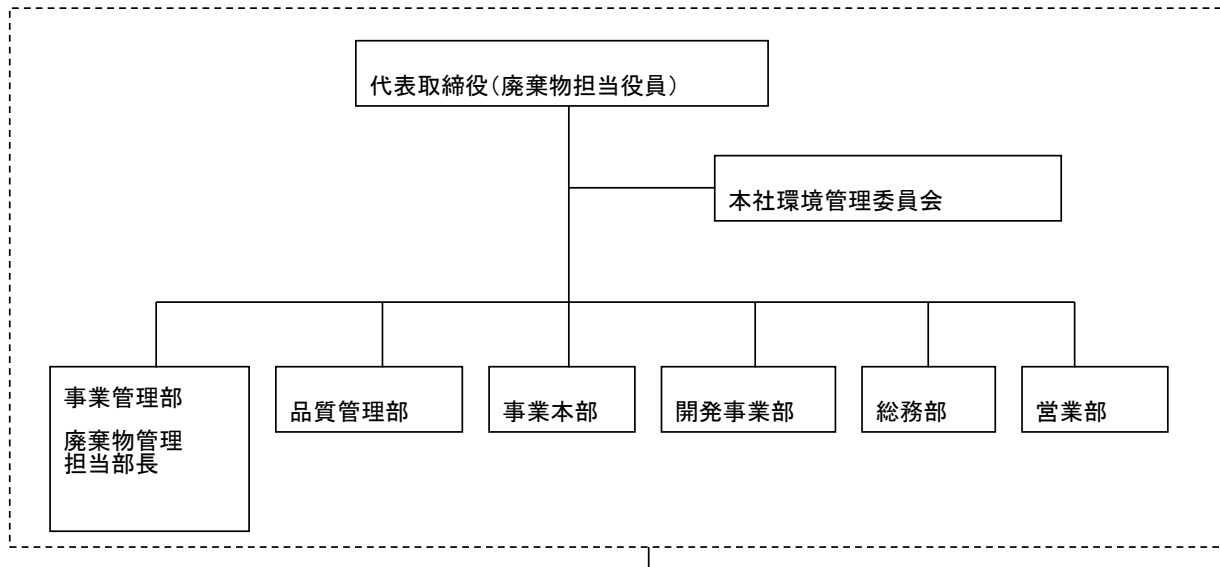 代表取締役(廃棄物担当役員)
本社環境管理委員会
事業管理部
廃棄物管理
担当部長
品質管理部
事業本部
開発事業部
総務部
営業部